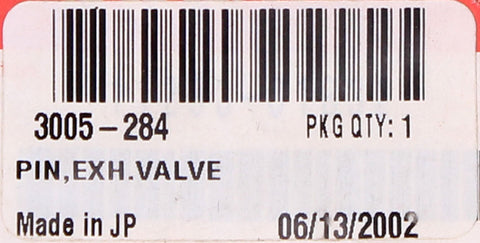 3005-284 PKG QTY: 1
PIN,EXH.VALVE
Made in JP 06/13/2002